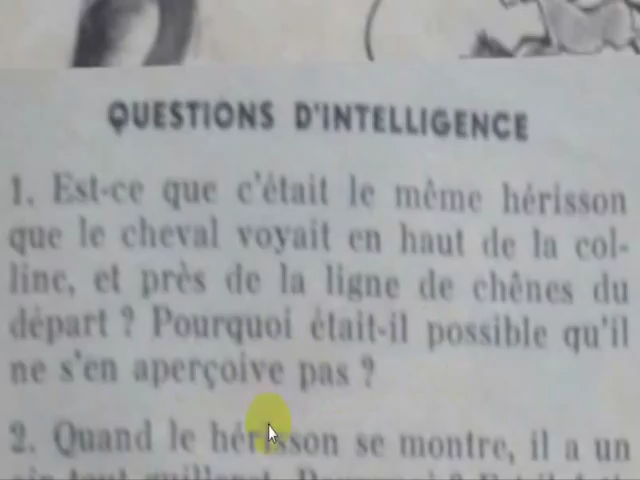 QUESTIONS D'INTELLIGENCE
1. Est-ce que c'était le même hérisson
que le cheval voyait en haut de la col-
line, et près de la ligne de chênes du
départ ? Pourquoi était-il possible qu'il
ne s'en aperçoive pas ?
2. Quand le hérisson se montre, il a un